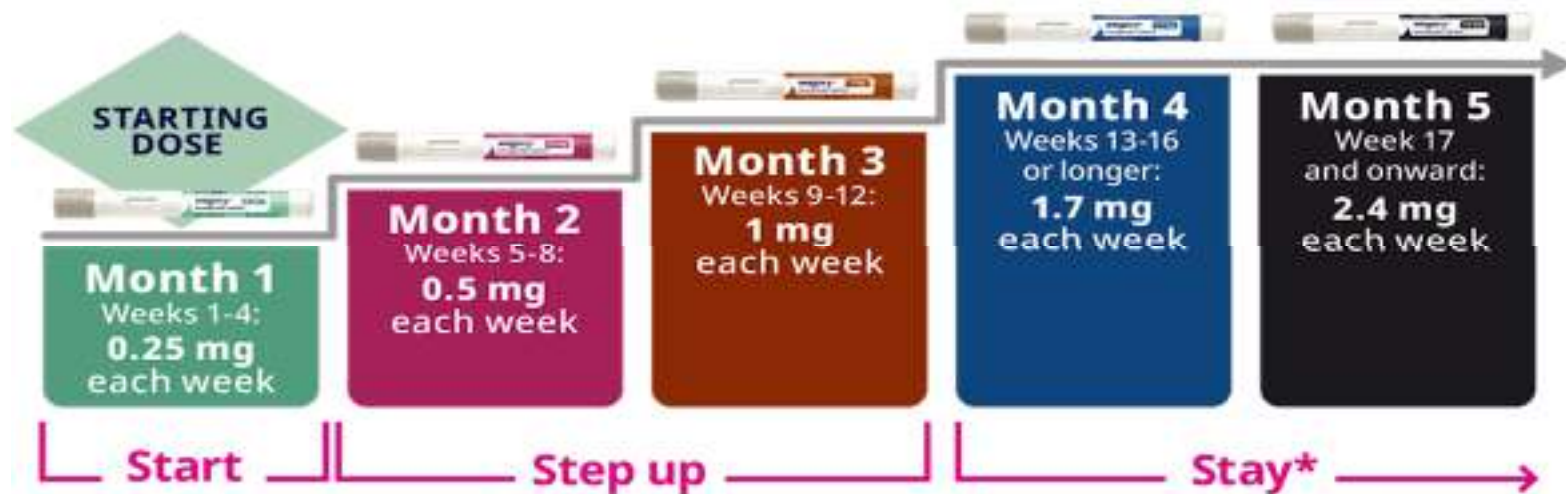 STARTING
DOSE
Month 1
Weeks 1-4:
0.25 mg
each week
Month 2
Weeks 5-8:
0.5 mg
each week
Month 3
Weeks 9-12:
1 mg
each week
Month 4
Weeks 13-16
or longer:
1.7 mg
each week
Month 5
Week 17
and onward:
2.4 mg
each week
Start
Step up
Stay*